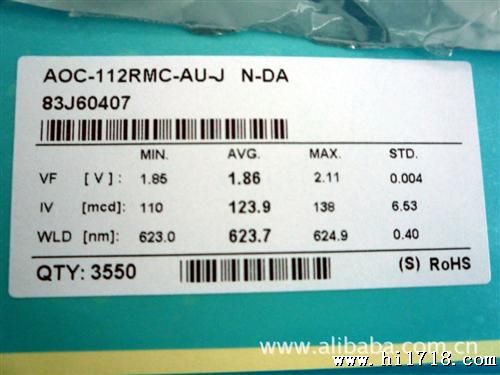 AOC-112RMC-AU-J N-DA
83J60407
MIN. AVG. MAX. STD.
VF [V]: 1.85 1.86 2.11 0.004
IV [mcd]: 110 123.9 138 6.53
WLD [nm]: 623.0 623.7 624.9 0.40
QTY: 3550 (S) RoHS
alibaba.com.cn
www.hi1718.com